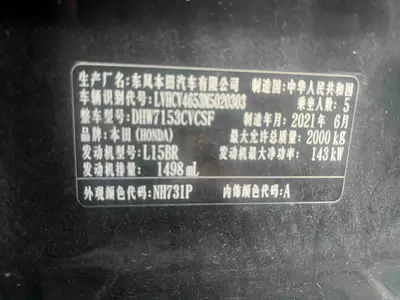 生产厂名:东风本田汽车有限公司 制造国:中华人民共和国
车辆识别代号:LVHCV4653M5020303 乘坐人数:5
整车型号:DHW7153CVCSF 制造年月:2021年 6月
品牌:本田(HONDA) 最大允许总质量:2000kg
发动机型号:L15BR 发动机最大净功率:143kW
发动机排量:1498 mL
外观颜色代码:NH731P 内饰颜色代码:A